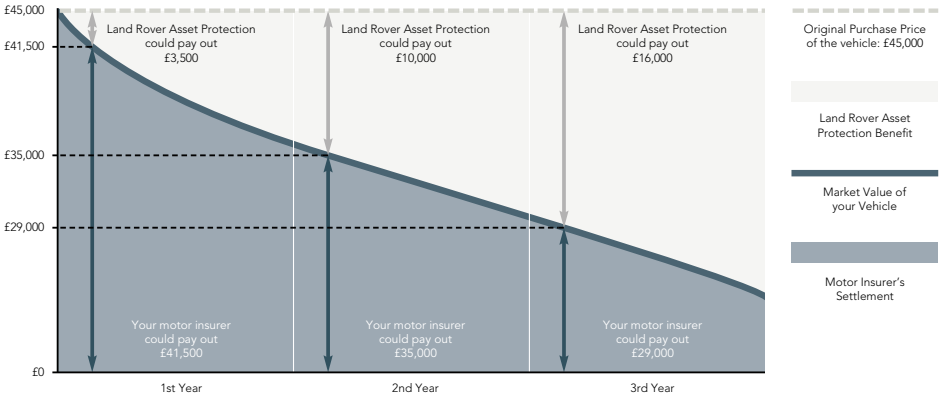 £45,000
£41,500
£35,000
£29,000
£0
Land Rover Asset Protection
could pay out
£3,500
Land Rover Asset Protection
could pay out
£10,000
Land Rover Asset Protection
could pay out
£16,000
Your motor insurer
could pay out
£41,500
Your motor insurer
could pay out
£35,000
Your motor insurer
could pay out
£29,000
1st Year
2nd Year
3rd Year
Original Purchase Price
of the vehicle: £45,000
Land Rover Asset
Protection Benefit
Market Value of
your Vehicle
Motor Insurer's
Settlement